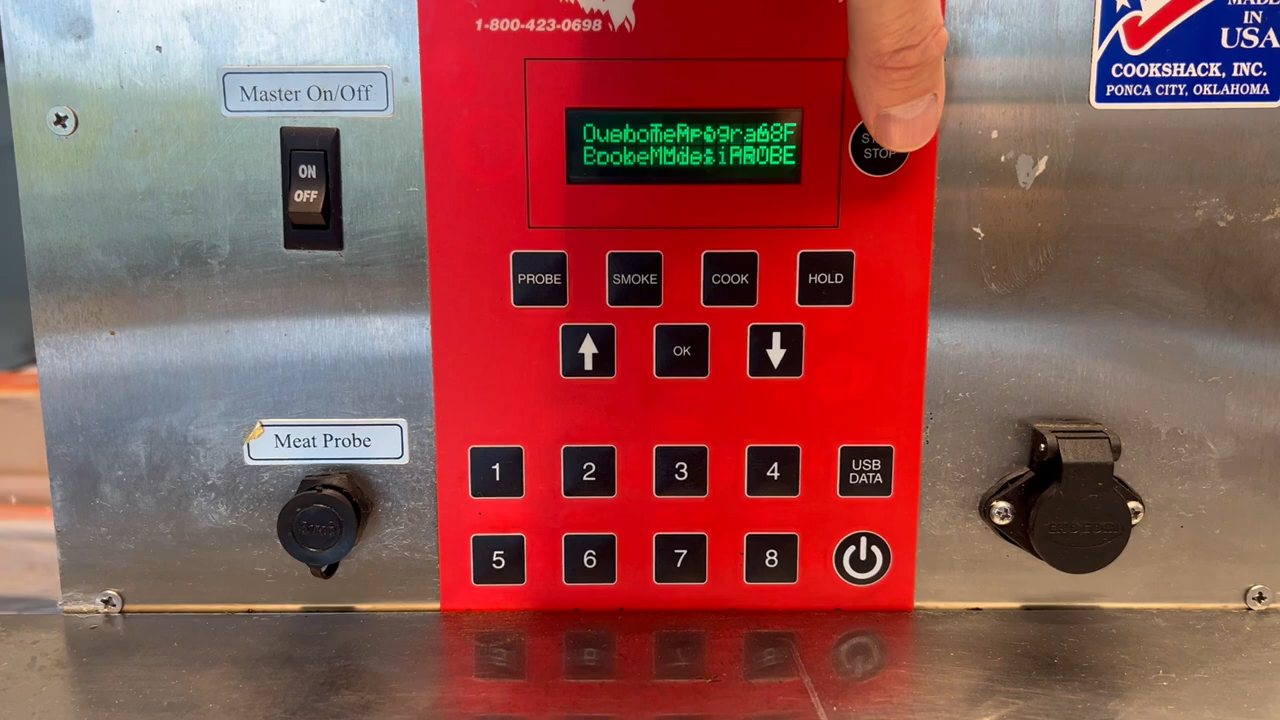 1-800-423-0698
MADE
IN
USA
COOKSHACK, INC.
PONCA CITY, OKLAHOMA
Master On/Off
ON
OFF
STOP
PROBE
SMOKE
COOK
HOLD
OK
Meat Probe
1
2
3
4
USB
DATA
5
6
7
8